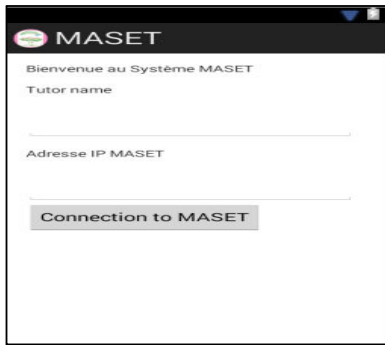 MASET
Bienvenue au Système MASET
Tutor name
Adresse IP MASET
Connection to MASET